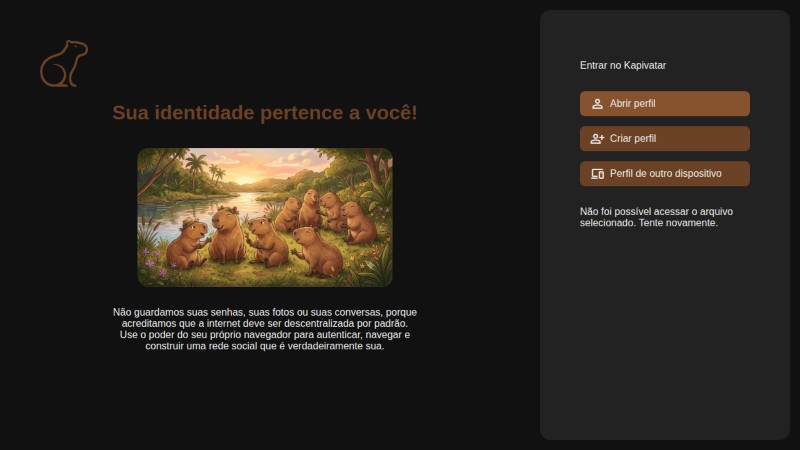 Sua identidade pertence a você!
Não guardamos suas senhas, suas fotos ou suas conversas, porque
acreditamos que a internet deve ser descentralizada por padrão.
Use o poder do seu próprio navegador para autenticar, navegar e
construir uma rede social que é verdadeiramente sua.
Entrar no Kapivatar
Abrir perfil
Criar perfil
Perfil de outro dispositivo
Não foi possível acessar o arquivo
selecionado. Tente novamente.